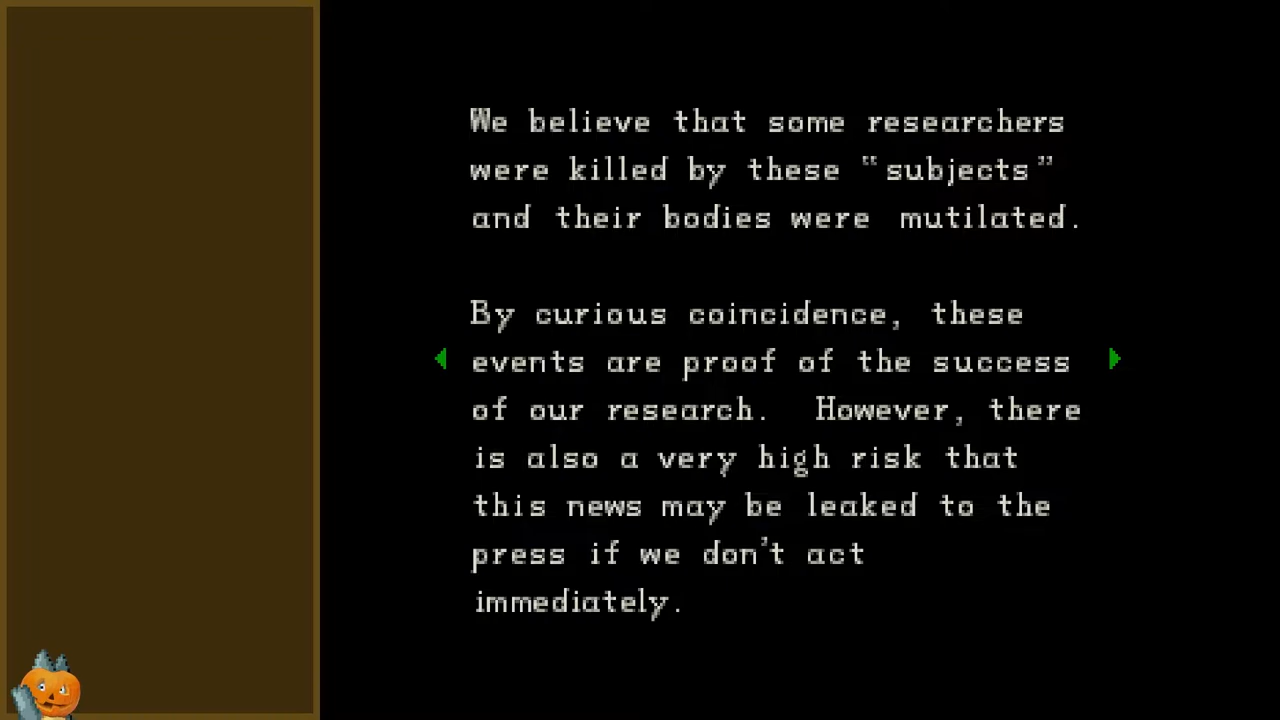 We believe that some researchers
were killed by these "subjects"
and their bodies were mutilated.
By curious coincidence, these
events are proof of the success
of our research. However, there
is also a very high risk that
this news may be leaked to the
press if we don't act
immediately.